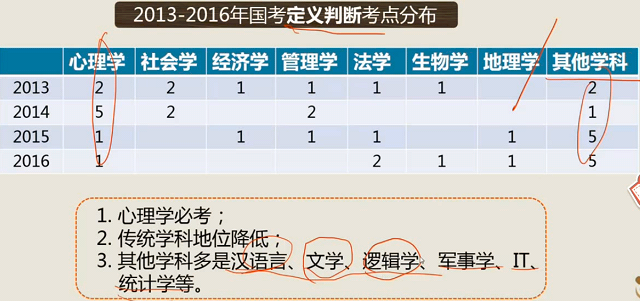 2013-2016年国考定义判断考点分布
心理学 社会学 经济学 管理学 法学 生物学 地理学 其他学科
2013 2 2 1 1 1 1 2
2014 5 2 2 1
2015 1 1 1 1 1 5
2016 1 2 1 1 5
1. 心理学必考；
2. 传统学科地位降低；
3. 其他学科多是汉语言、文学、逻辑学、军事学、IT、
统计学等。